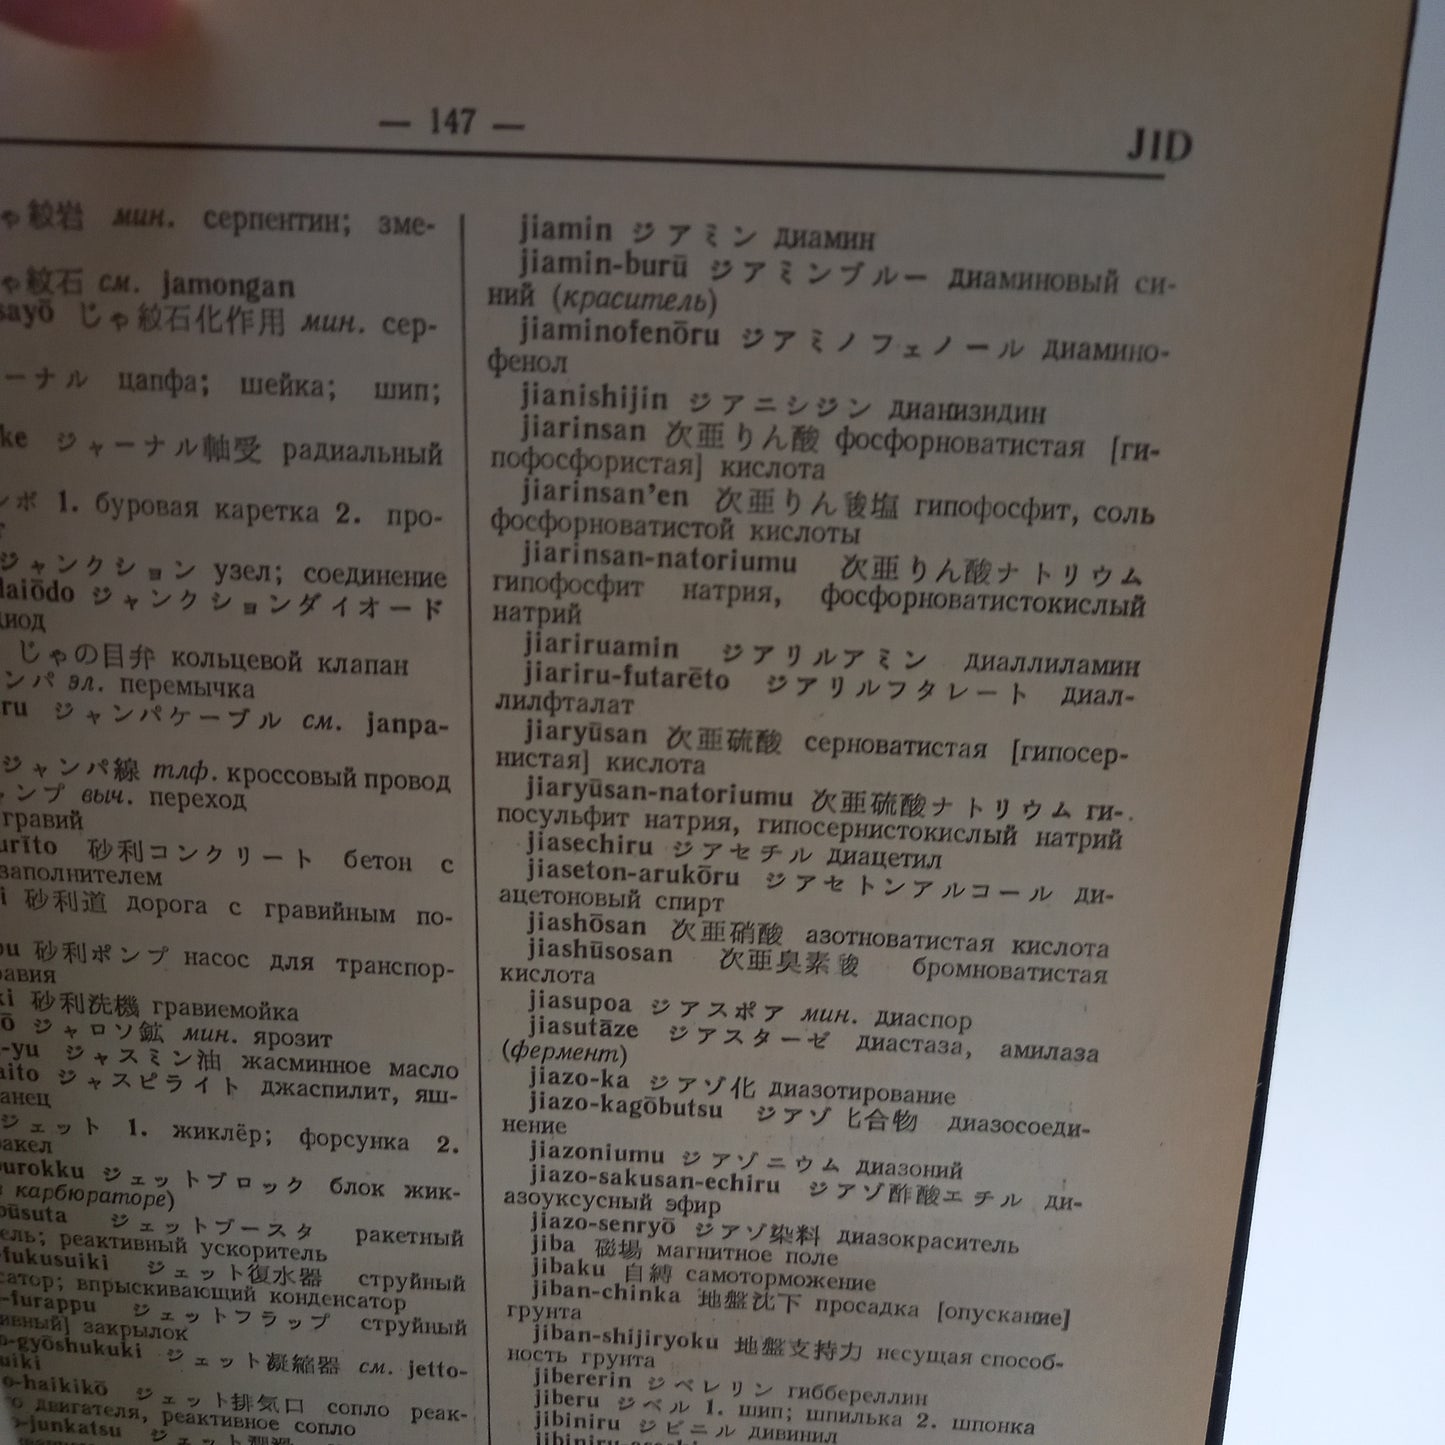 — 147 —
JID
ゃ紋岩 мин. серпентин; зме-
ゃ紋石 см. jamongan
sayō じゃ紋石化作用 мин. сер-
ーナル цапфа; шейка; шип;
ke ジャーナル軸受 радиальный
ンボ 1. буровая каретка 2. про-
ジャンクション узел; соединение
daiōdo ジャンクションダイオード
диод
じゃの目弁 кольцевой клапан
ンパ эл. перемычка
ru ジャンパケーブル см. janpa-
ジャンパ線 тлф. кроссовый провод
ャンプ выч. переход
гравий
urīto 砂利コンクリート бетон с
заполнителем
i 砂利道 дорога с гравийным по-
pu 砂利ポンプ насос для транспор-
равия
ki 砂利洗機 гравиемойка
ō ジャロソ鉱 мин. ярозит
-yu ジャスミン油 жасминное масло
aito ジャスピライト джаспилит, яш-
анец
ジェット 1. жиклёр; форсунка 2.
ракел
burokku ジェットブロック блок жик-
в карбюраторе)
būsuta ジェットブースタ ракетный
ель; реактивный ускоритель
-fukusuiki ジェット復水器 струйный
сатор; впрыскивающий конденсатор
-furappu ジェットフラップ струйный
ивный] закрылок
o-gyōshukuki ジェット凝縮器 см. jetto-
uiki
o-haikikō ジェット排気口 сопло реак-
го двигателя, реактивное сопло
o-junkatsu ジェット潤滑
jiamin ジアミン диамин
jiamin-burū ジアミンブルー диаминовый си-
ний (краситель)
jiaminofenōru ジアミノフェノール диамино-
фенол
jianishijin ジアニシジン дианизидин
jiarinsan 次亜りん酸 фосфорноватистая [ги-
пофосфористая] кислота
jiarinsan’en 次亜りん酸塩 гипофосфит, соль
фосфорноватистой кислоты
jiarinsan-natoriumu 次亜りん酸ナトリウム
гипофосфит натрия, фосфорноватистокислый
натрий
jiariruamin ジアリルアミン диаллиламин
jiariru-futarēto ジアリルフタレート диал-
лилфталат
jiaryūsan 次亜硫酸 серноватистая [гипосер-
нистая] кислота
jiaryūsan-natoriumu 次亜硫酸ナトリウム ги-
посульфит натрия, гипосернистокислый натрий
jiasechiru ジアセチル диацетил
jiaseton-arukōru ジアセトンアルコール ди-
ацетоновый спирт
jiashōsan 次亜硝酸 азотноватистая кислота
jiashūsosan 次亜臭素酸 бромноватистая
кислота
jiasupoa ジアスポア мин. диаспор
jiasutāze ジアスターゼ диастаза, амилаза
(фермент)
jiazo-ka ジアゾ化 диазотирование
jiazo-kagōbutsu ジアゾ化合物 диазосоеди-
нение
jiazoniumu ジアゾニウム диазоний
jiazo-sakusan-echiru ジアゾ酢酸エチル ди-
азоуксусный эфир
jiazo-senryō ジアゾ染料 диазокраситель
jiba 磁場 магнитное поле
jibaku 自縛 самоторможение
jiban-chinka 地盤沈下 просадка [опускание]
грунта
jiban-shijiryoku 地盤支持力 несущая способ-
ность грунта
jibererin ジベレリン гиббереллин
jiberu ジベル 1. шип; шпилька 2. шпонка
jibiniru ジビニル дивинил